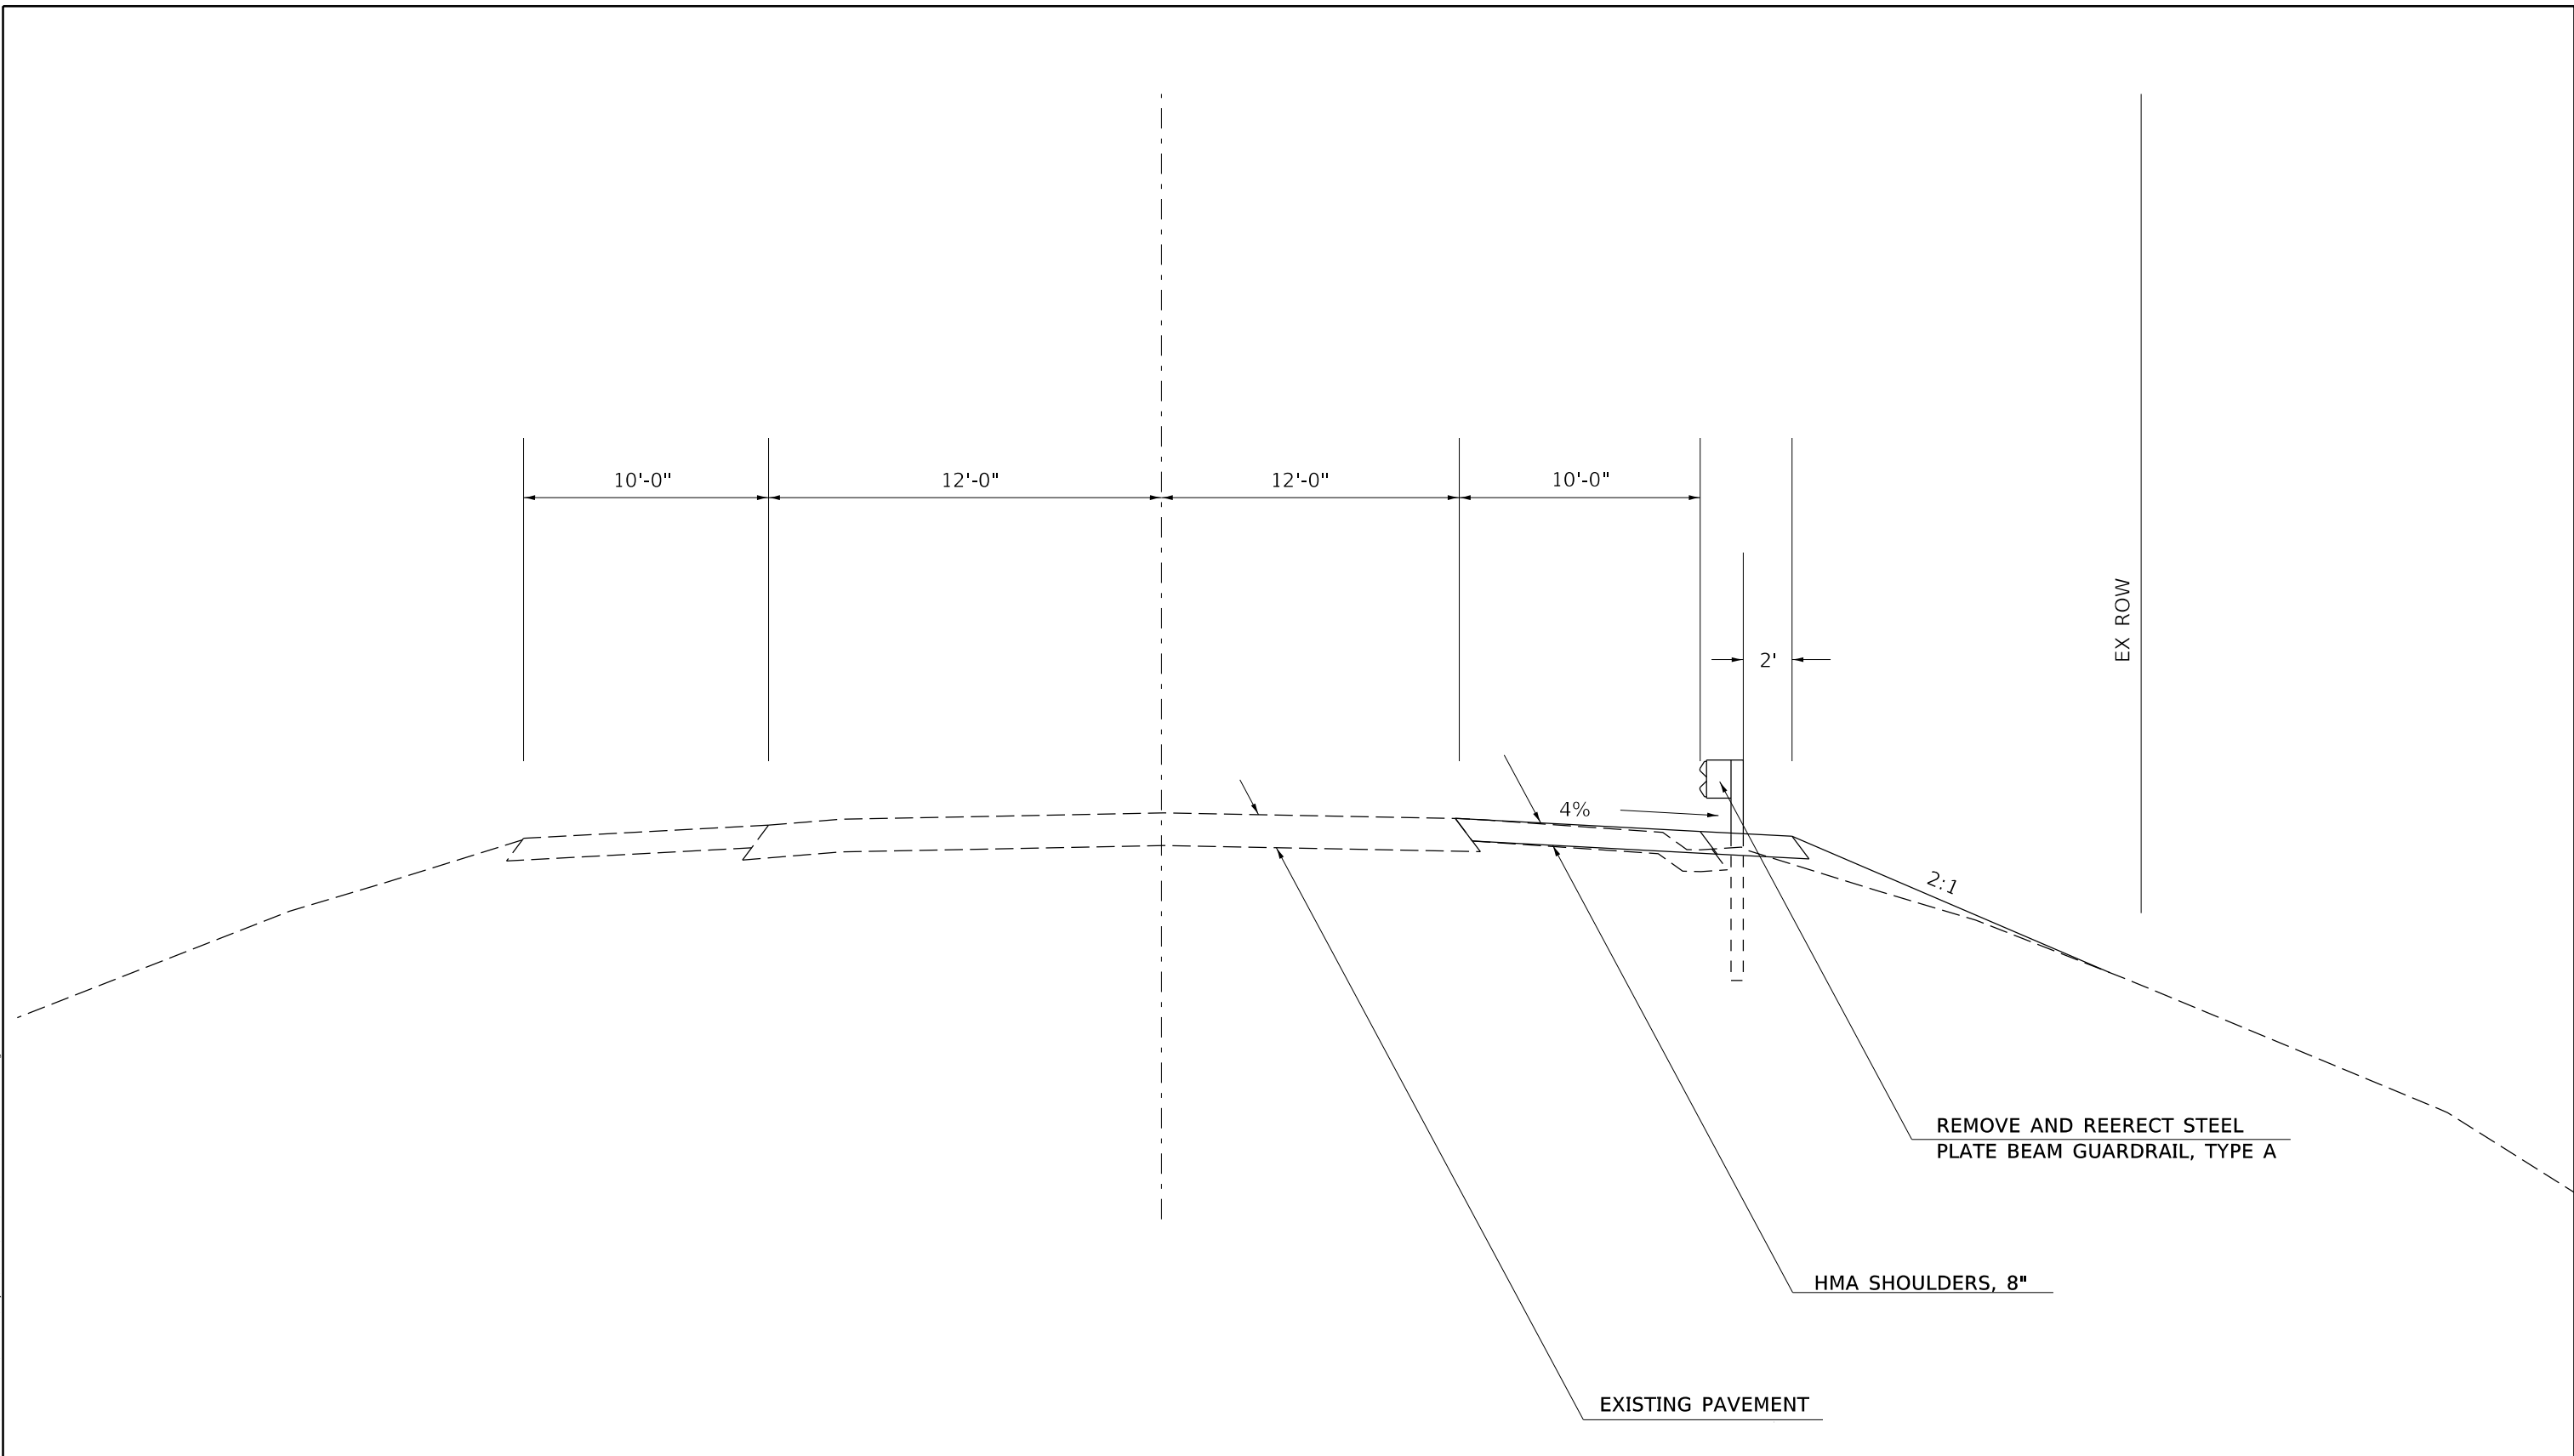 10'-0"
12'-0"
12'-0"
10'-0"
EX ROW
2'
4%
2:1
REMOVE AND REERECT STEEL
PLATE BEAM GUARDRAIL, TYPE A
HMA SHOULDERS, 8"
EXISTING PAVEMENT